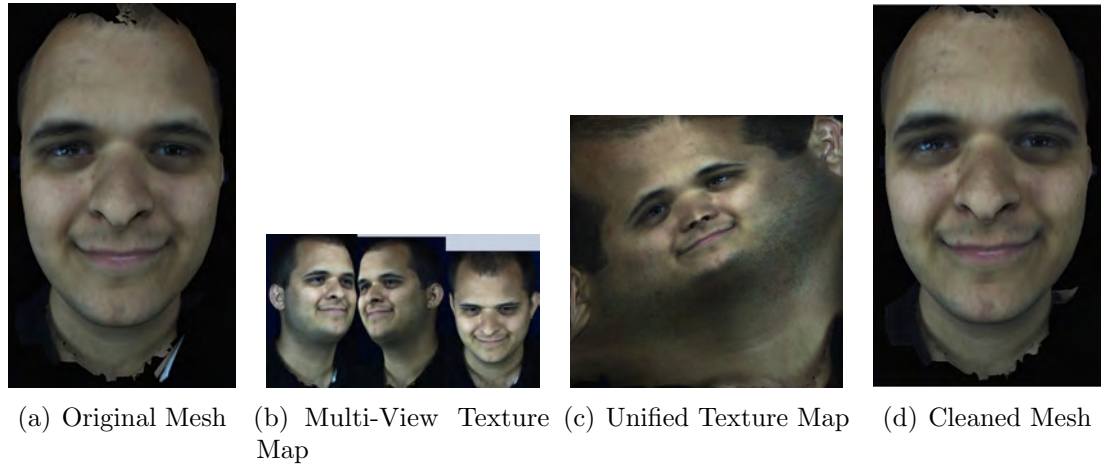 (a) Original Mesh
(b) Multi-View Texture Map
(c) Unified Texture Map
(d) Cleaned Mesh